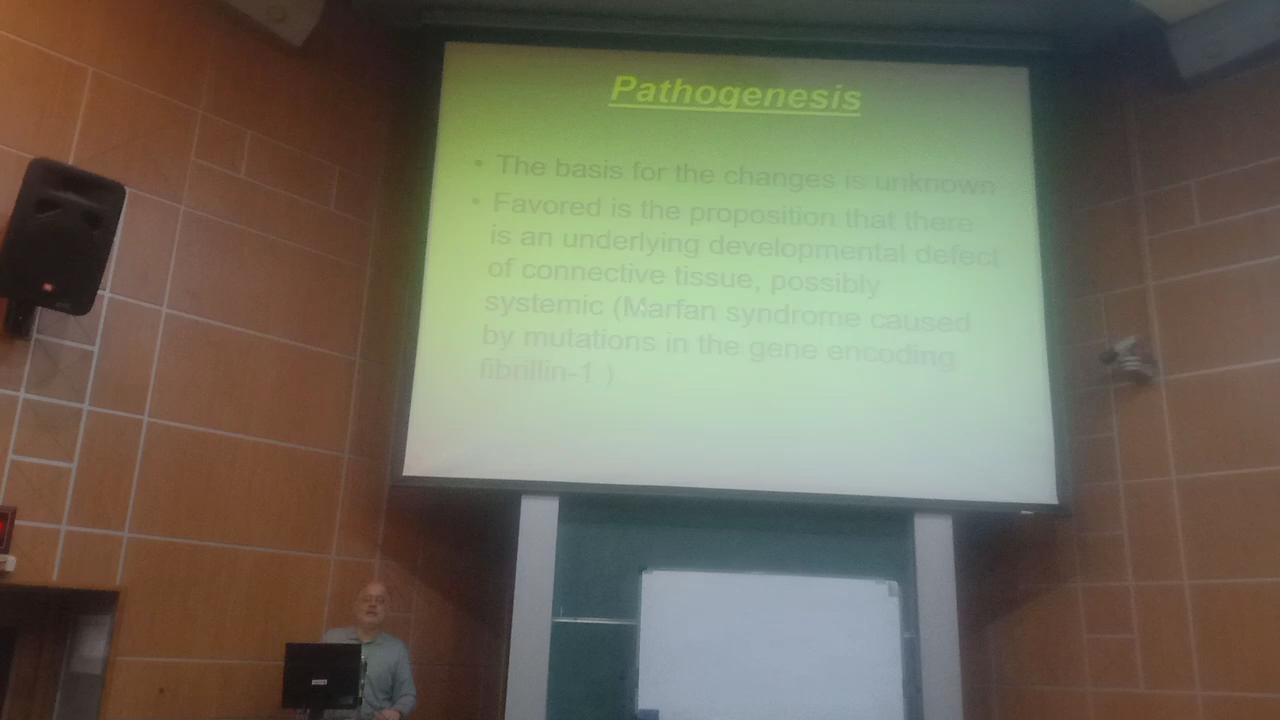 Pathogenesis
• The basis for the changes is unknown
• Favored is the proposition that there
is an underlying developmental defect
of connective tissue, possibly
systemic (Marfan syndrome caused
by mutations in the gene encoding
fibrillin-1 )